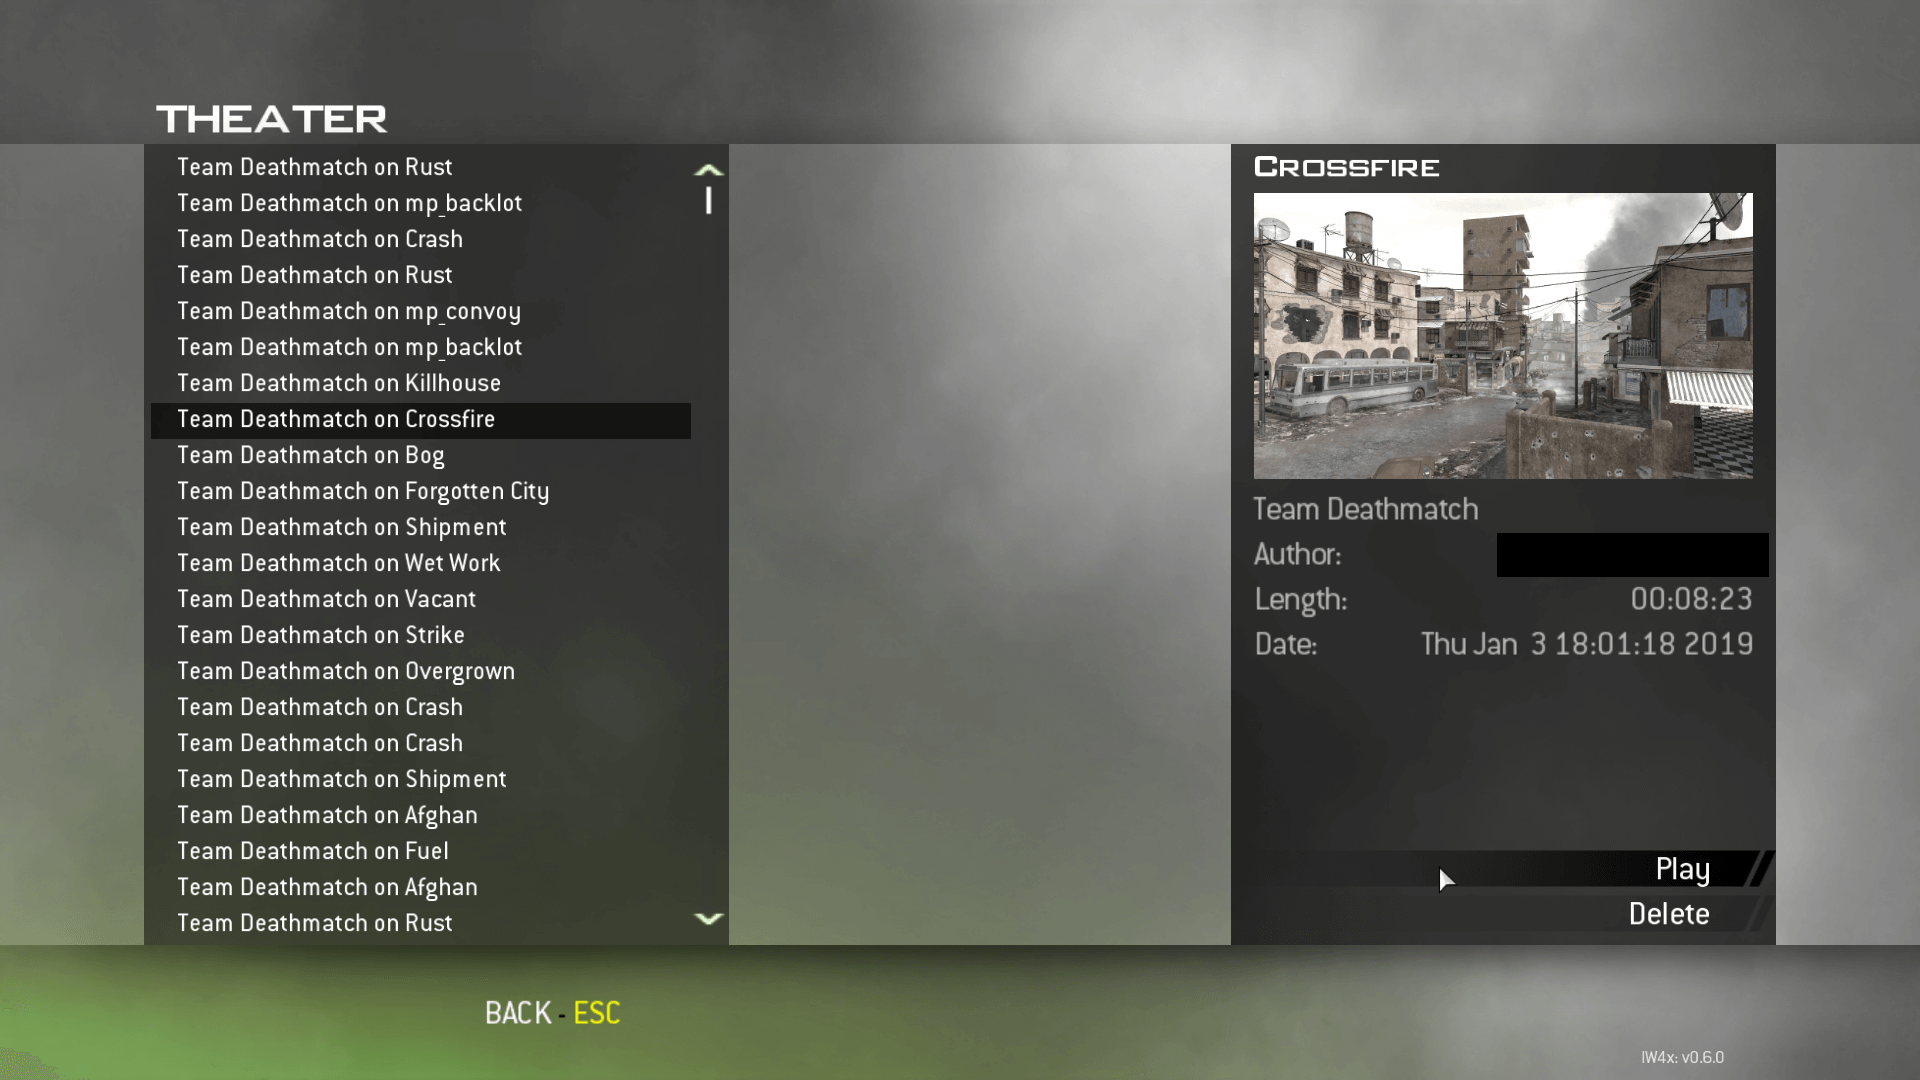 THEATER
Team Deathmatch on Rust
Team Deathmatch on mp_backlot
Team Deathmatch on Crash
Team Deathmatch on Rust
Team Deathmatch on mp_convoy
Team Deathmatch on mp_backlot
Team Deathmatch on Killhouse
Team Deathmatch on Crossfire
Team Deathmatch on Bog
Team Deathmatch on Forgotten City
Team Deathmatch on Shipment
Team Deathmatch on Wet Work
Team Deathmatch on Vacant
Team Deathmatch on Strike
Team Deathmatch on Overgrown
Team Deathmatch on Crash
Team Deathmatch on Crash
Team Deathmatch on Shipment
Team Deathmatch on Afghan
Team Deathmatch on Fuel
Team Deathmatch on Afghan
Team Deathmatch on Rust
CROSSFIRE
Team Deathmatch
Author:
Length: 00:08:23
Date: Thu Jan  3 18:01:18 2019
Play
Delete
BACK - ESC
IW4x: v0.6.0